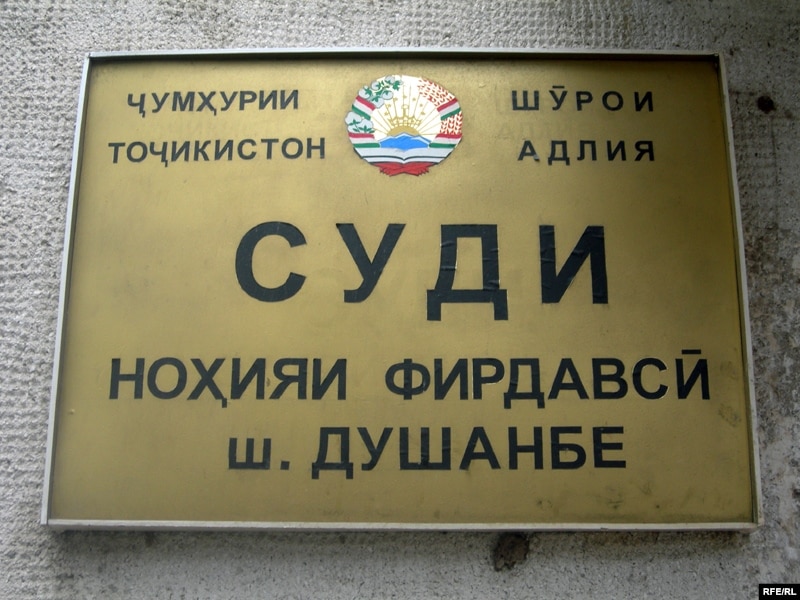 ҶУМҲУРИИ
ТОҶИКИСТОН
ШӮРОИ
АДЛИЯ
СУДИ
НОҲИЯИ ФИРДАВСӢ
ш. ДУШАНБЕ
RFE/RL